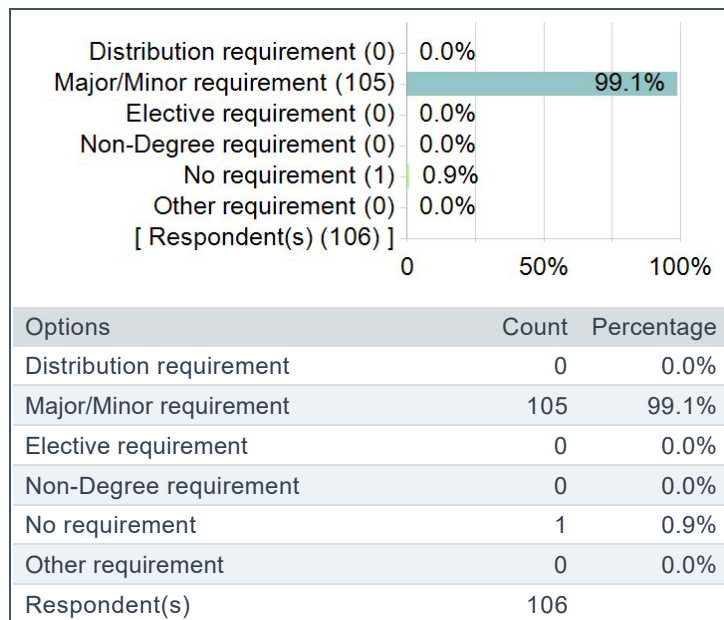 Distribution requirement (0) 0.0%
Major/Minor requirement (105) 99.1%
Elective requirement (0) 0.0%
Non-Degree requirement (0) 0.0%
No requirement (1) 0.9%
Other requirement (0) 0.0%
[ Respondent(s) (106) ]
0 50% 100%
Options Count Percentage
Distribution requirement 0 0.0%
Major/Minor requirement 105 99.1%
Elective requirement 0 0.0%
Non-Degree requirement 0 0.0%
No requirement 1 0.9%
Other requirement 0 0.0%
Respondent(s) 106